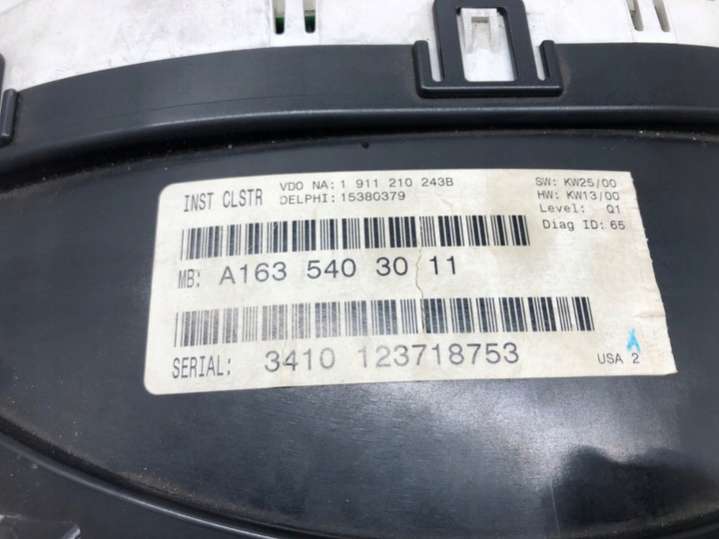 INST CLSTR
VDO NA: 1 911 210 243B
DELPHI: 15380379
SW: KW25/00
HW: KW13/00
Level: Q1
Diag ID: 65
MB: A163 540 30 11
SERIAL: 3410 123718753
USA 2